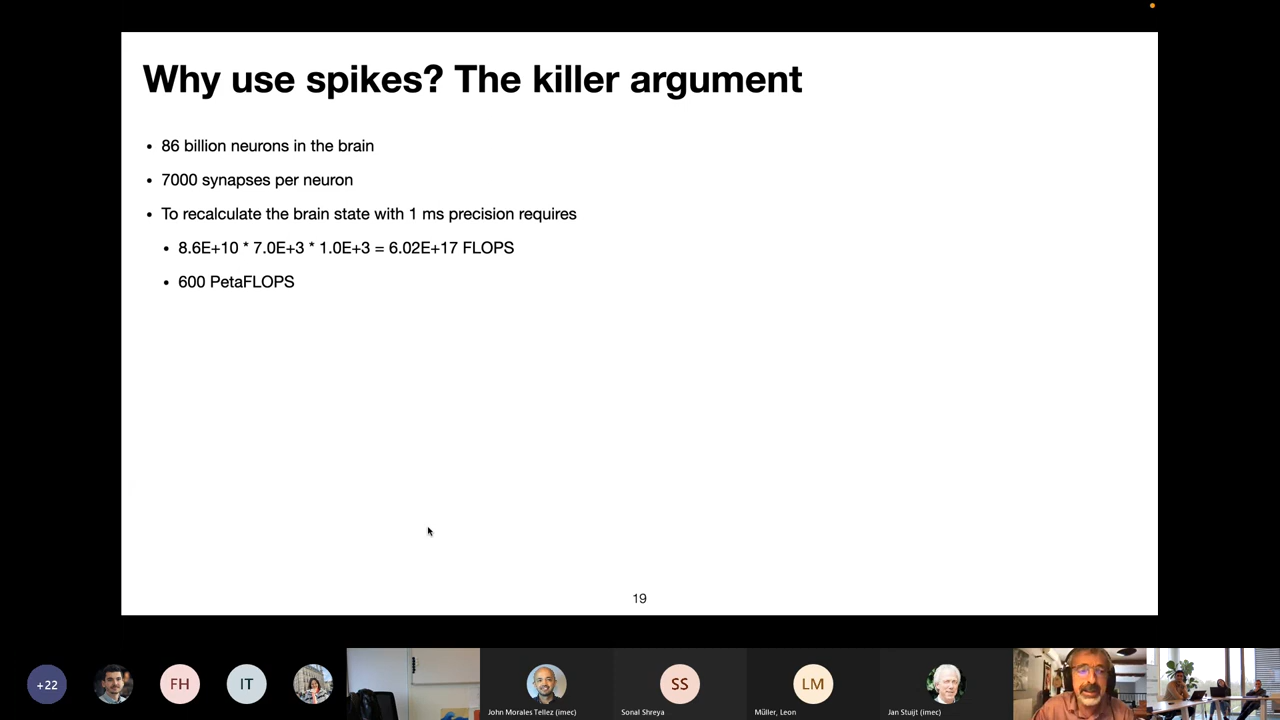 Why use spikes? The killer argument
• 86 billion neurons in the brain
• 7000 synapses per neuron
• To recalculate the brain state with 1 ms precision requires
• 8.6E+10 * 7.0E+3 * 1.0E+3 = 6.02E+17 FLOPS
• 600 PetaFLOPS
19
+22
FH
IT
SS
LM
John Morales Tellez (imec)
Sonal Shreya
Müller, Leon
Jan Stuijt (imec)